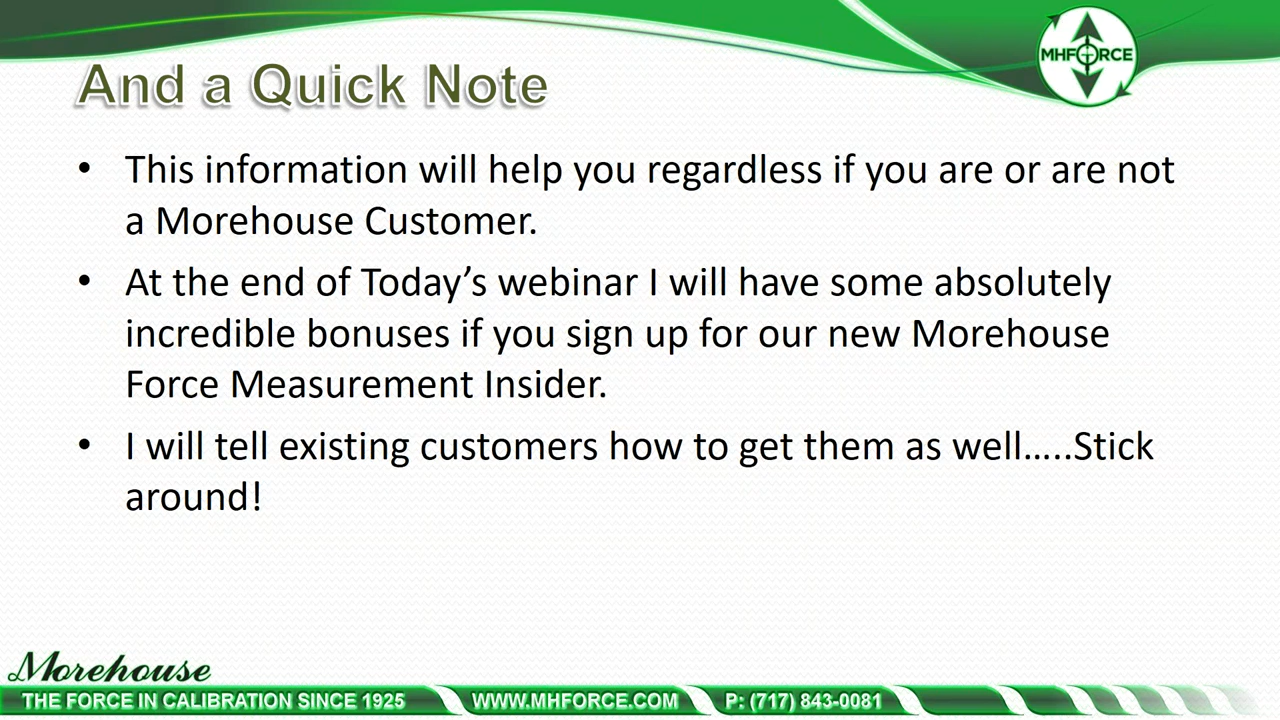 MHFORCE
And a Quick Note
• This information will help you regardless if you are or are not
a Morehouse Customer.
• At the end of Today’s webinar I will have some absolutely
incredible bonuses if you sign up for our new Morehouse
Force Measurement Insider.
• I will tell existing customers how to get them as well…..Stick
around!
Morehouse
THE FORCE IN CALIBRATION SINCE 1925 WWW.MHFORCE.COM P: (717) 843-0081